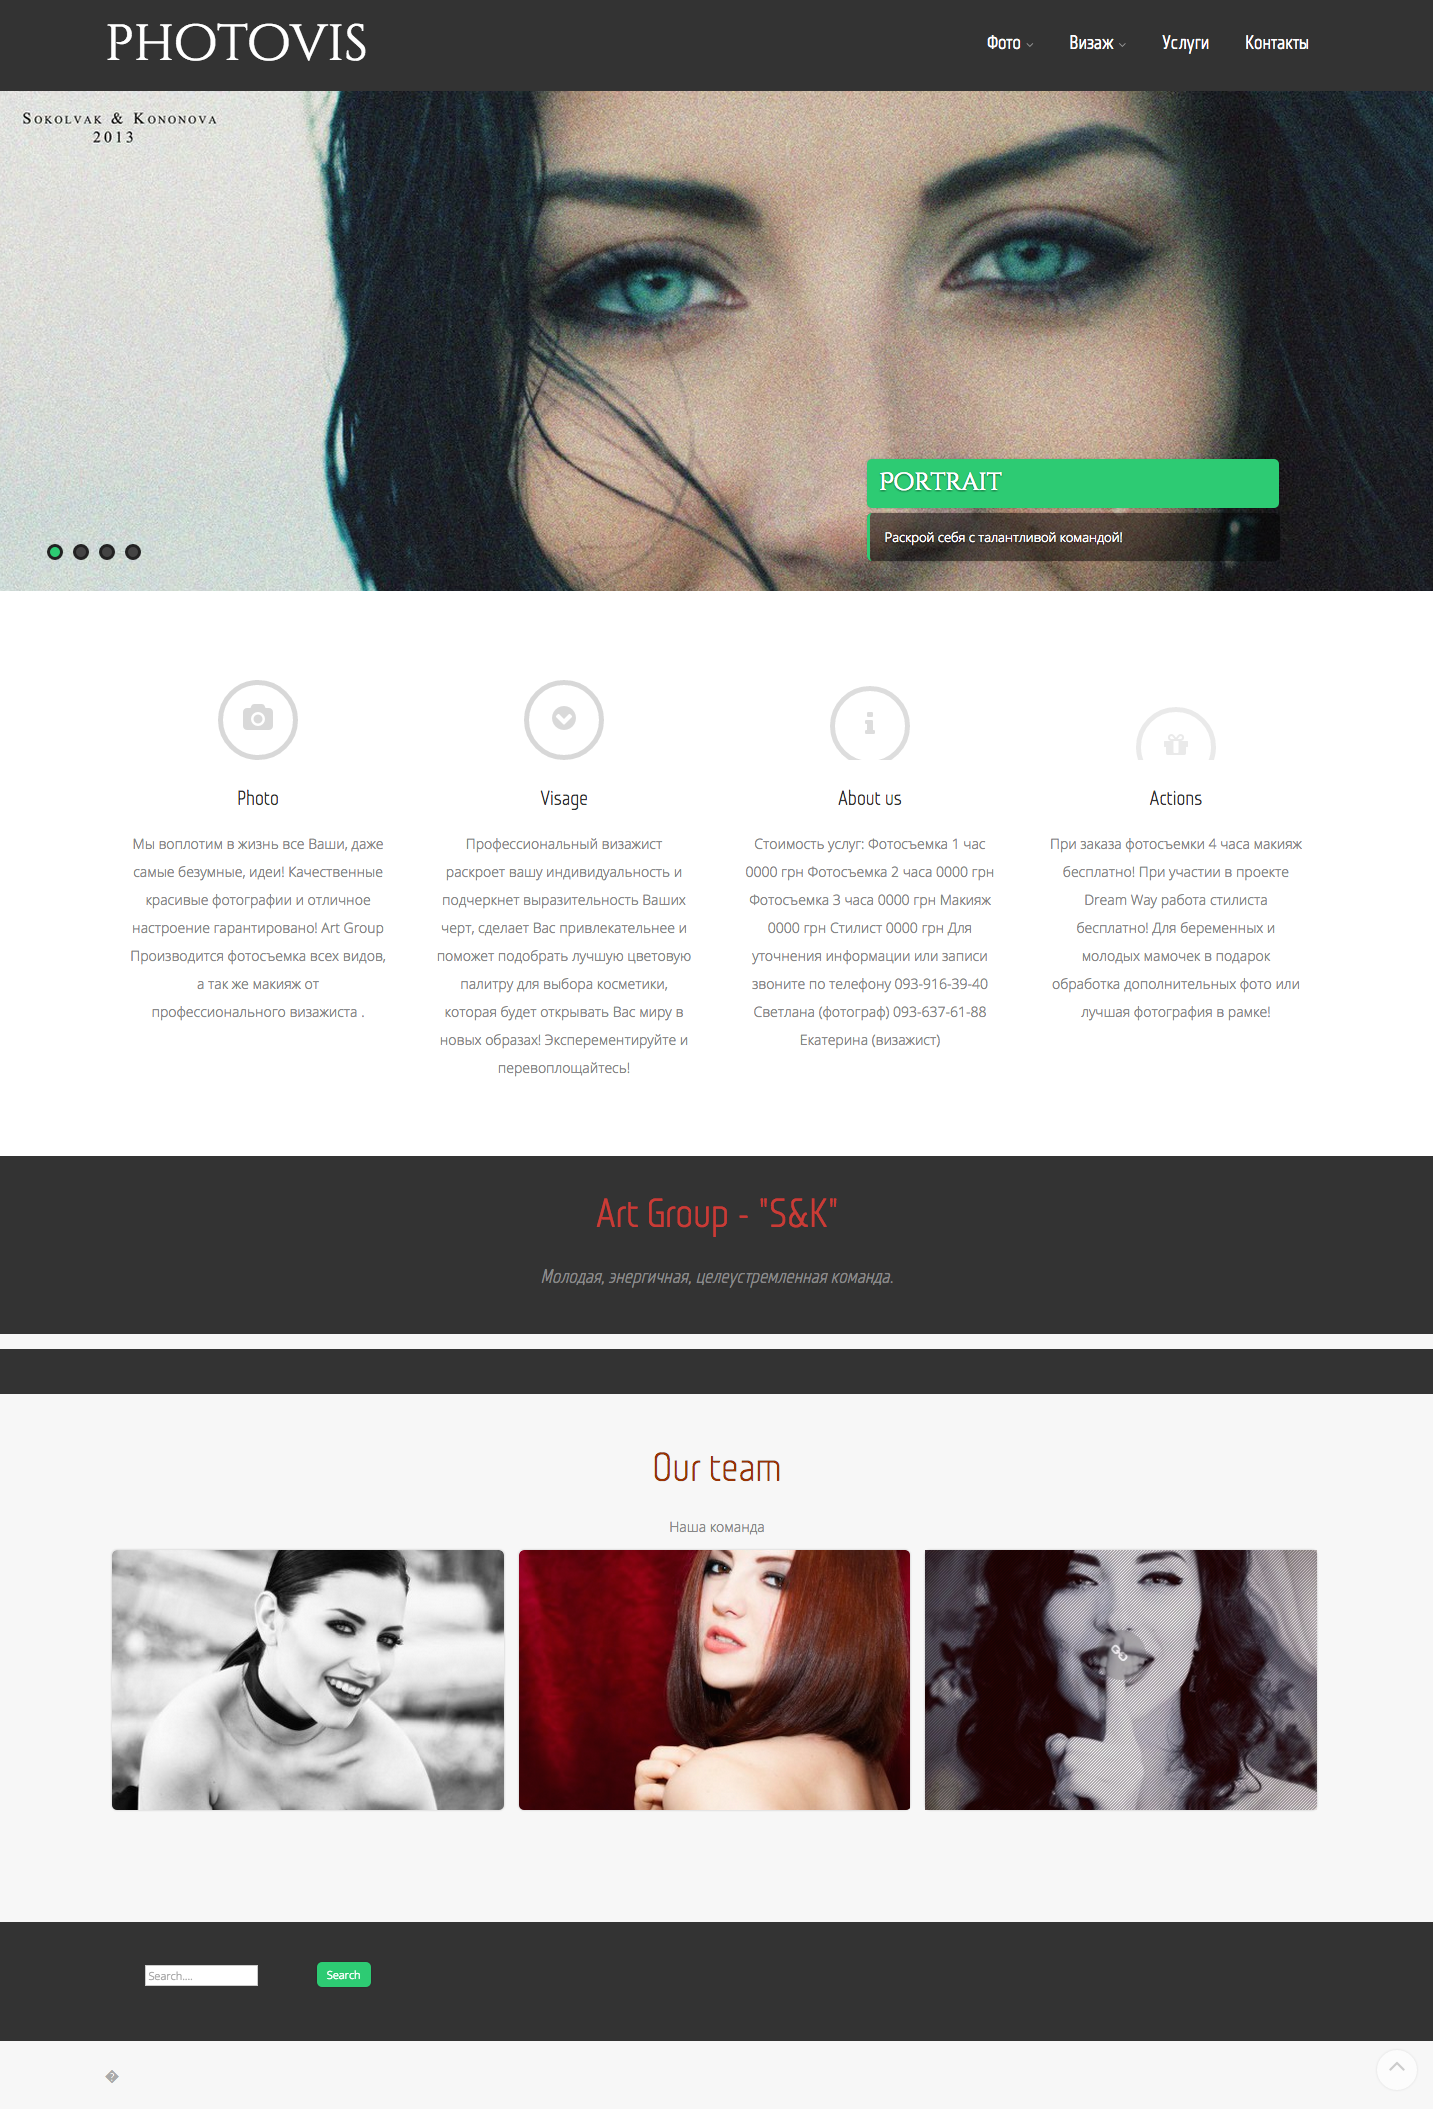 PHOTOVIS
Фото
Визаж
Услуги
Контакты
Sokolvak & Kononova
2013
Portrait
Раскрой себя с талантливой командой!
Photo
Мы воплотим в жизнь все Ваши, даже
самые безумные, идеи! Качественные
красивые фотографии и отличное
настроение гарантировано! Art Group
Производится фотосъемка всех видов,
а так же макияж от
профессионального визажиста .
Visage
Профессиональный визажист
раскроет вашу индивидуальность и
подчеркнет выразительность Ваших
черт, сделает Вас привлекательнее и
поможет подобрать лучшую цветовую
палитру для выбора косметики,
которая будет открывать Вас миру в
новых образах! Эксперементируйте и
перевоплощайтесь!
About us
Стоимость услуг: Фотосъемка 1 час
0000 грн Фотосъемка 2 часа 0000 грн
Фотосъемка 3 часа 0000 грн Макияж
0000 грн Стилист 0000 грн Для
уточнения информации или записи
звоните по телефону 093-916-39-40
Светлана (фотограф) 093-637-61-88
Екатерина (визажист)
Actions
При заказа фотосъемки 4 часа макияж
бесплатно! При участии в проекте
Dream Way работа стилиста
бесплатно! Для беременных и
молодых мамочек в подарок
обработка дополнительных фото или
лучшая фотография в рамке!
Art Group - "S&K"
Молодая, энергичная, целеустремленная команда.
Our team
Наша команда
Search....
Search
�